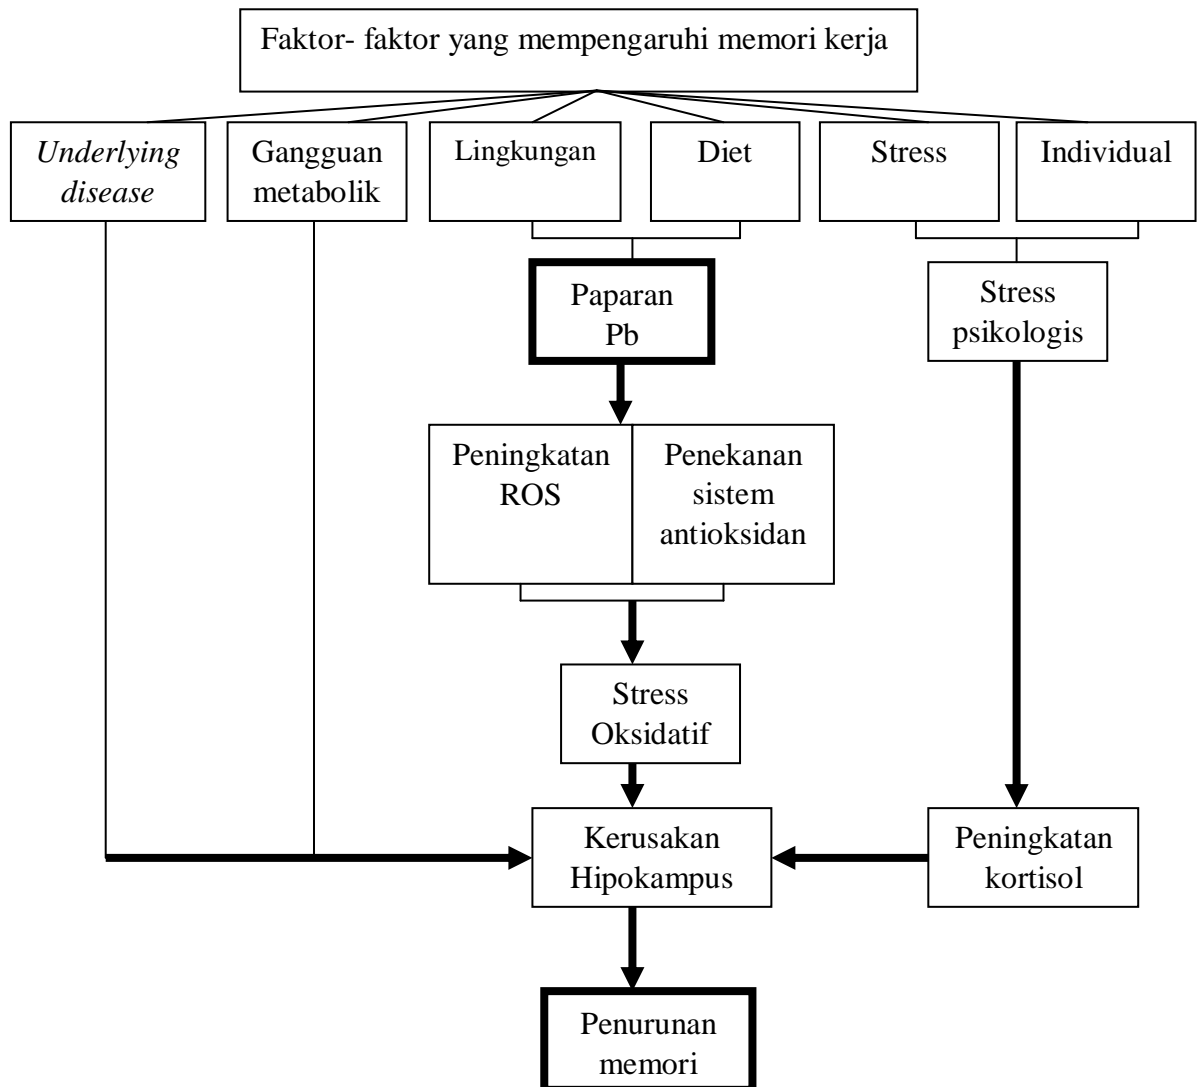 Faktor- faktor yang mempengaruhi memori kerja
Underlying
disease
Gangguan
metabolik
Lingkungan
Diet
Stress
Individual
Paparan
Pb
Stress
psikologis
Peningkatan
ROS
Penekanan
sistem
antioksidan
Stress
Oksidatif
Kerusakan
Hipokampus
Peningkatan
kortisol
Penurunan
memori